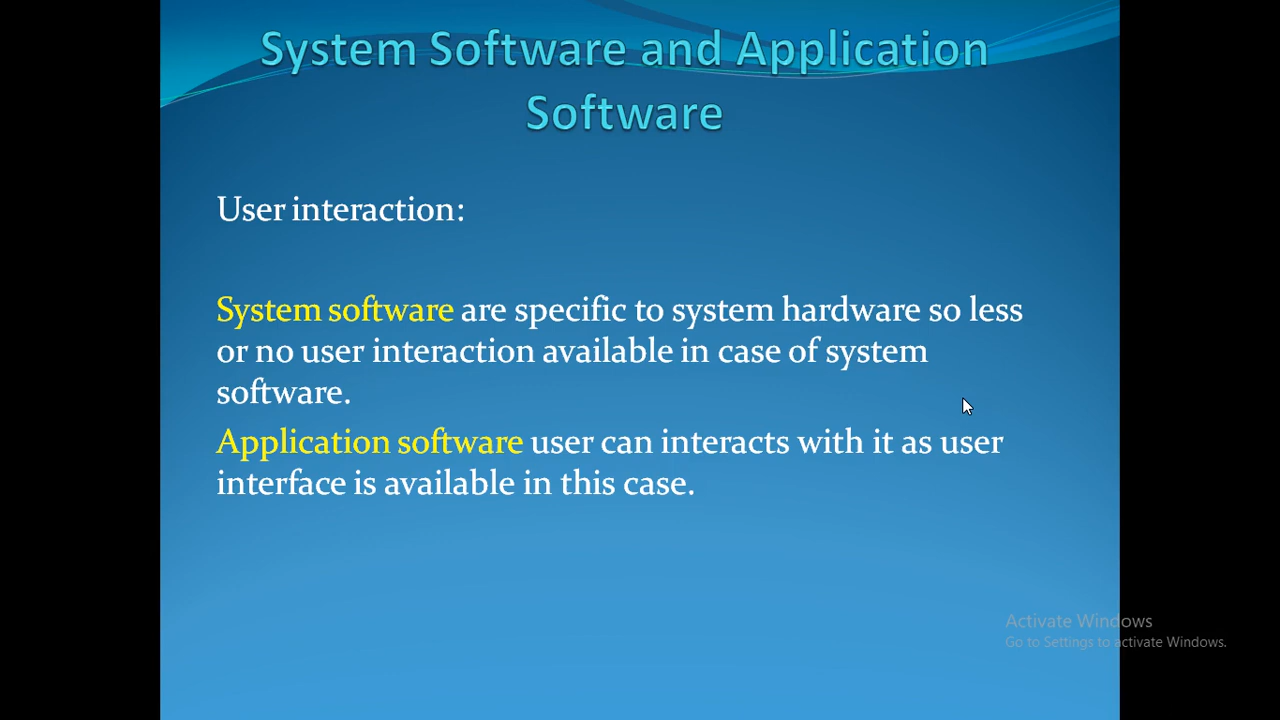 System Software and Application
Software
User interaction:
System software are specific to system hardware so less
or no user interaction available in case of system
software.
Application software user can interacts with it as user
interface is available in this case.
Activate Windows
Go to Settings to activate Windows.